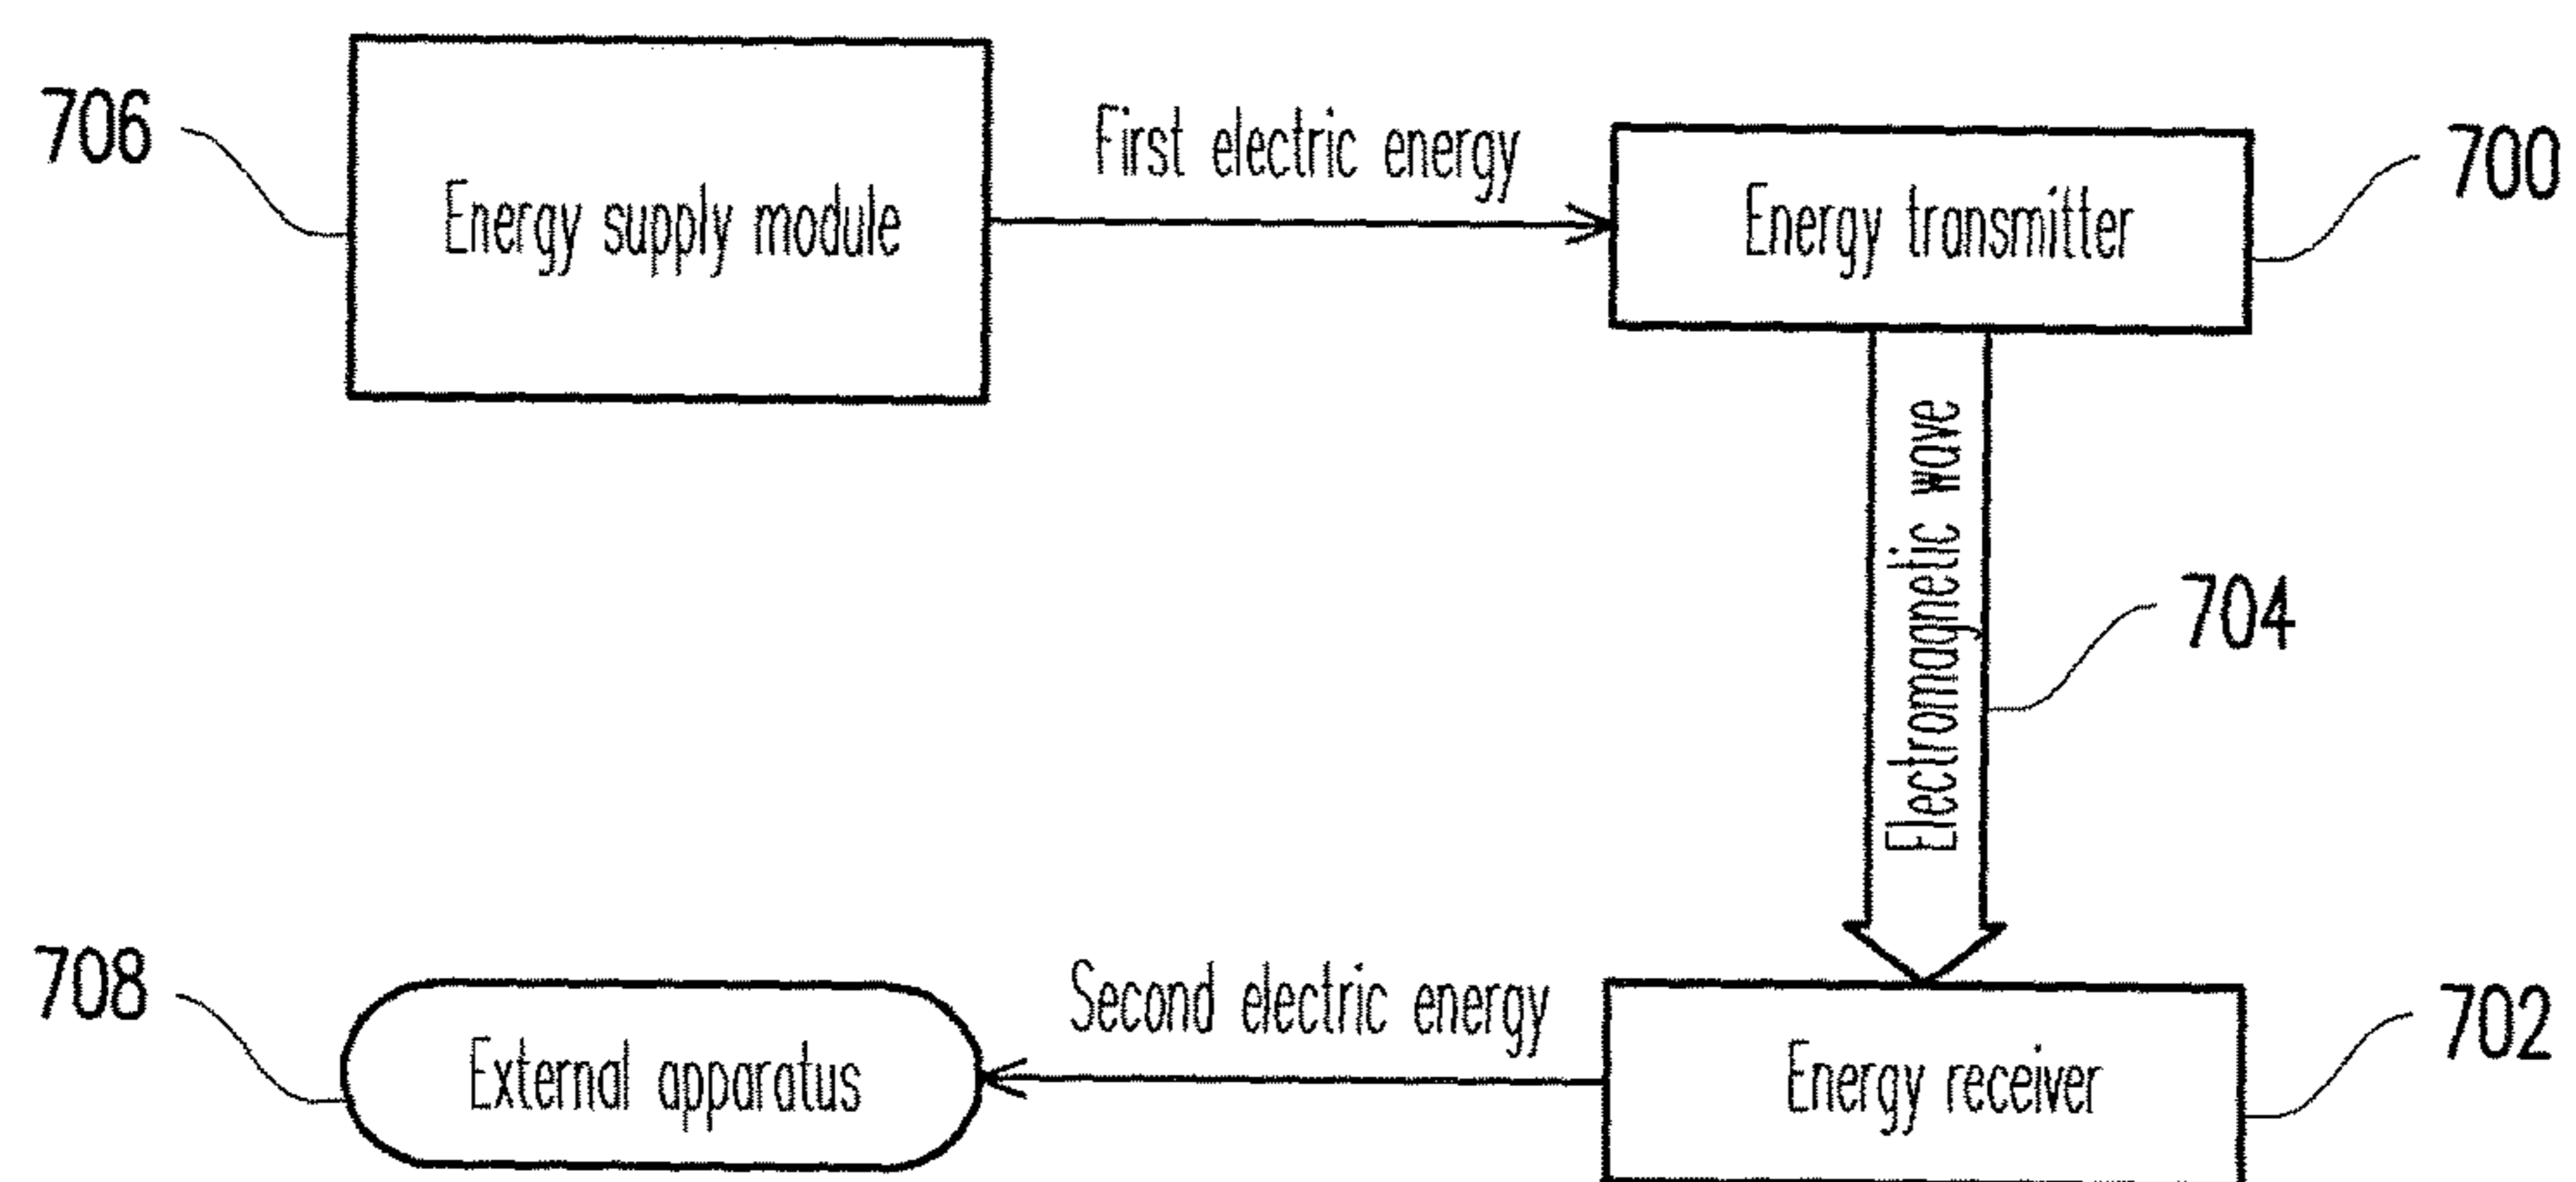 706
Energy supply module
First electric energy
Energy transmitter
700
Electromagnetic wave
704
708
External apparatus
Second electric energy
Energy receiver
702